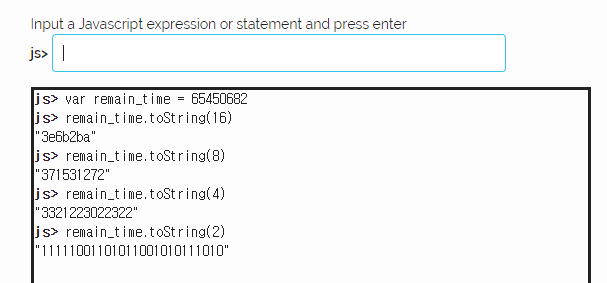 Input a Javascript expression or statement and press enter
js>
js> var remain_time = 65450682
js> remain_time.toString(16)
"3e6b2ba"
js> remain_time.toString(8)
"371531272"
js> remain_time.toString(4)
"3321223022322"
js> remain_time.toString(2)
"11111001101011001010111010"